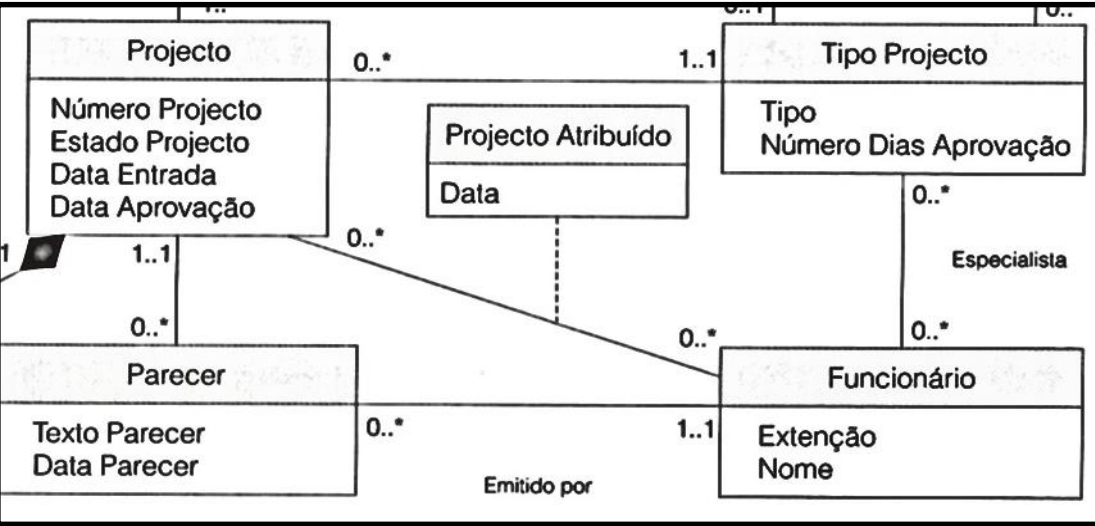 Projecto
0..*
1..1
Tipo Projecto
Número Projecto
Estado Projecto
Data Entrada
Data Aprovação
Projecto Atribuído
Data
Tipo
Número Dias Aprovação
0..*
0..*
1
1..1
Especialista
0..*
0..*
0..*
Parecer
Funcionário
Texto Parecer
Data Parecer
0..*
1..1
Extenção
Nome
Emitido por